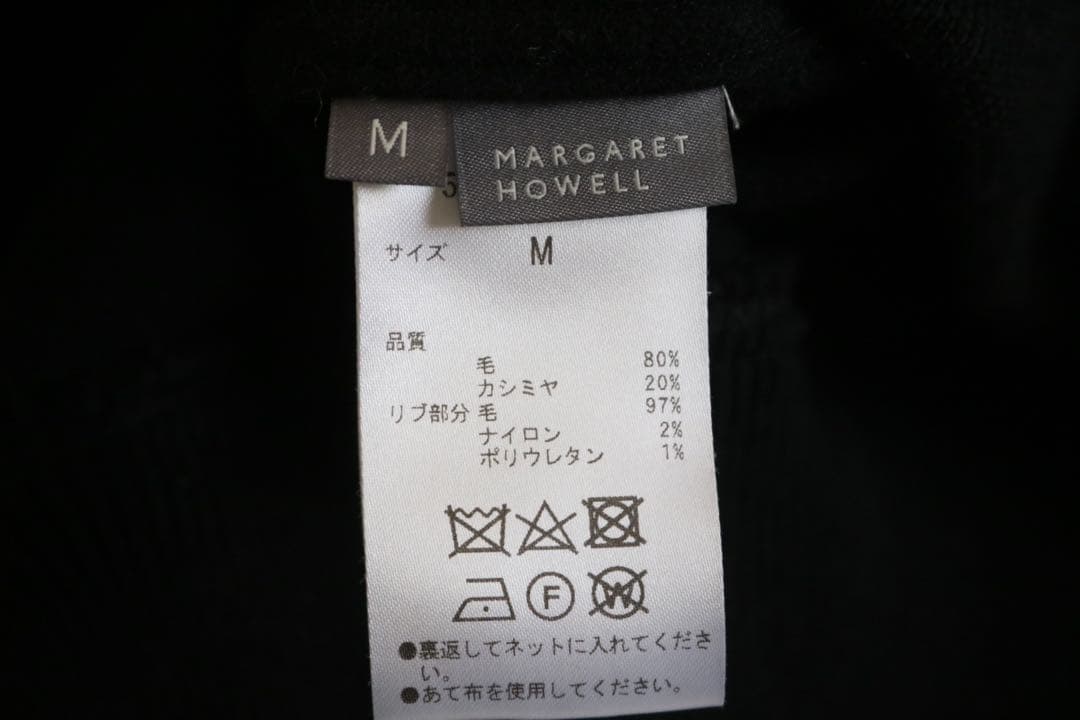 M
MARGARET
HOWELL
5
サイズ M
品質
毛 80%
カシミヤ 20%
リブ部分 毛 97%
ナイロン 2%
ポリウレタン 1%
F
W
●裏返してネットに入れてくださ
い。
●あて布を使用してください。